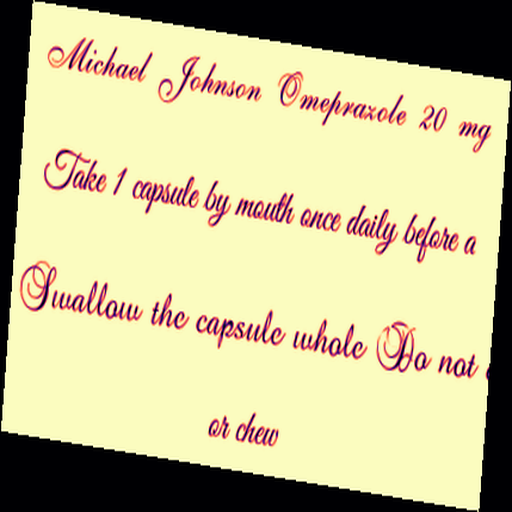 Michael Johnson Omeprazole 20 mg
Take 1 capsule by mouth once daily before a
Swallow the capsule whole Do not
or chew